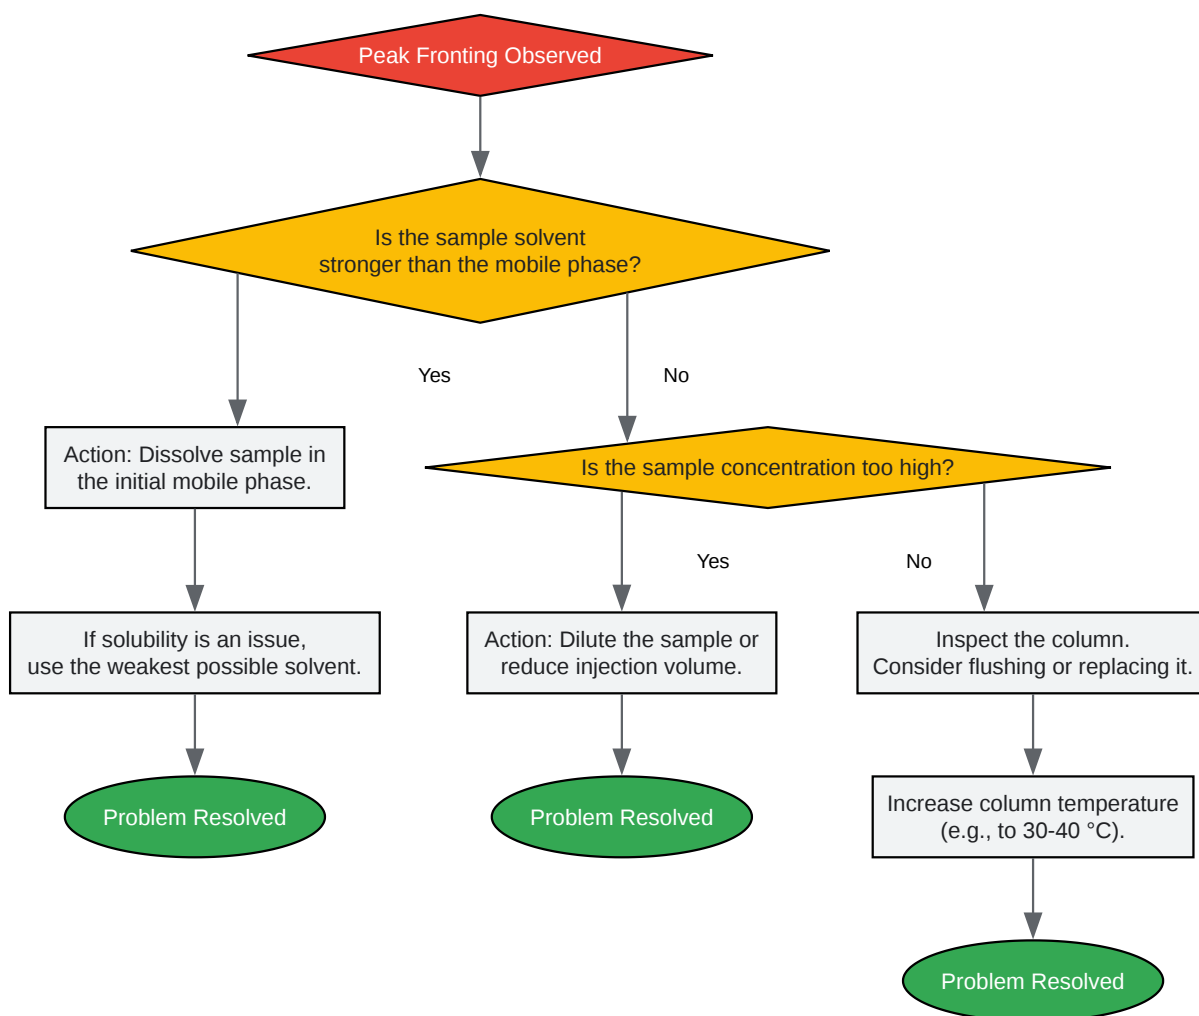 Peak Fronting Observed
Is the sample solvent
stronger than the mobile phase?
Yes
No
Action: Dissolve sample in
the initial mobile phase.
Is the sample concentration too high?
Yes
No
If solubility is an issue,
use the weakest possible solvent.
Action: Dilute the sample or
reduce injection volume.
Inspect the column.
Consider flushing or replacing it.
Problem Resolved
Problem Resolved
Increase column temperature
(e.g., to 30-40 °C).
Problem Resolved